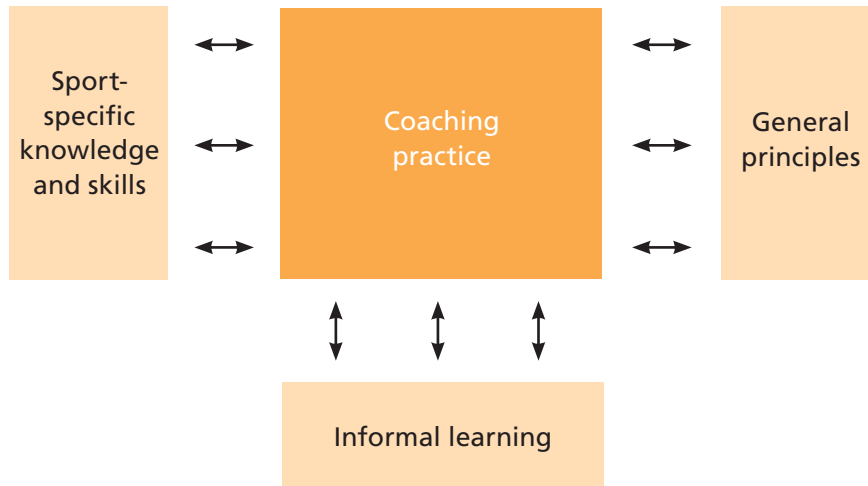 Sport-
specific
knowledge
and skills
Coaching
practice
General
principles
Informal learning